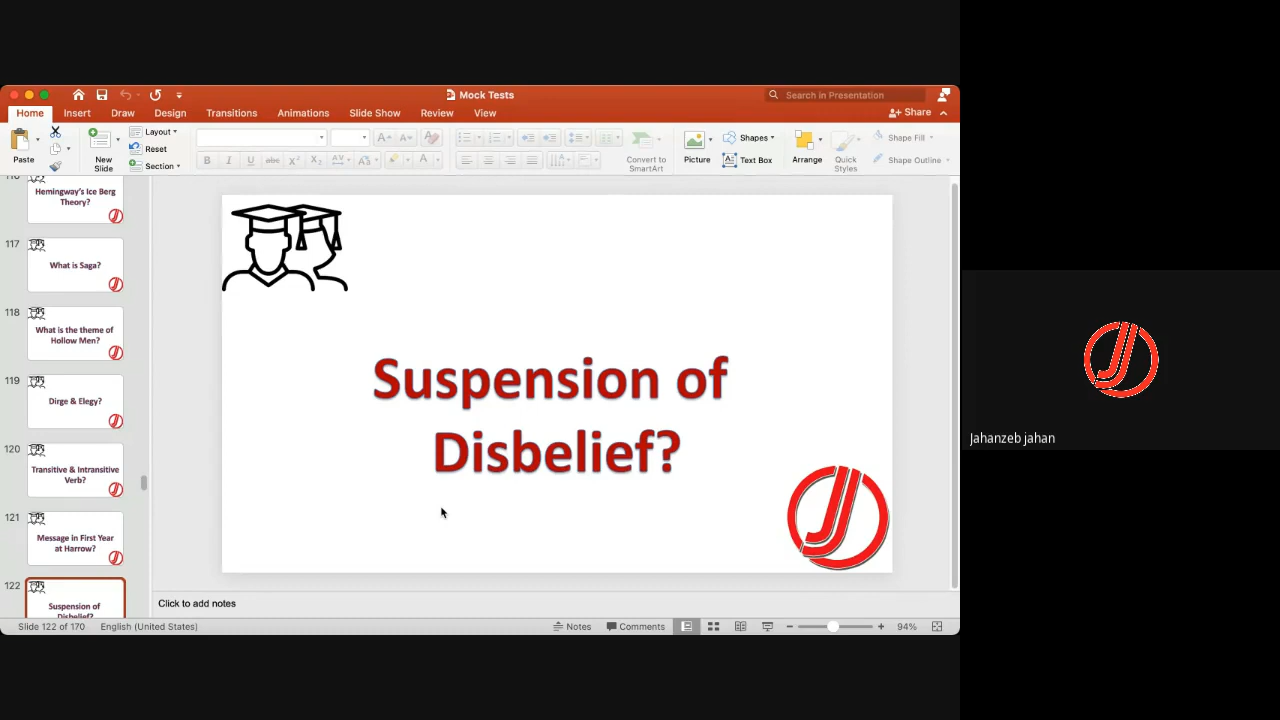 Mock Tests
Search in Presentation
Home Insert Draw Design Transitions Animations Slide Show Review View
Share
Paste
New Slide
Layout
Reset
Section
Convert to SmartArt
Picture
Shapes
Text Box
Arrange
Quick Styles
Shape Fill
Shape Outline
Hemingway's Ice Berg
Theory?
117
What is Saga?
118
What is the theme of
Hollow Men?
119
Dirge & Elegy?
120
Transitive & Intransitive
Verb?
121
Message in First Year
at Harrow?
122
Suspension of
Disbelief?
Suspension of
Disbelief?
Click to add notes
Slide 122 of 170 English (United States)
Notes Comments 94%
Jahanzeb jahan